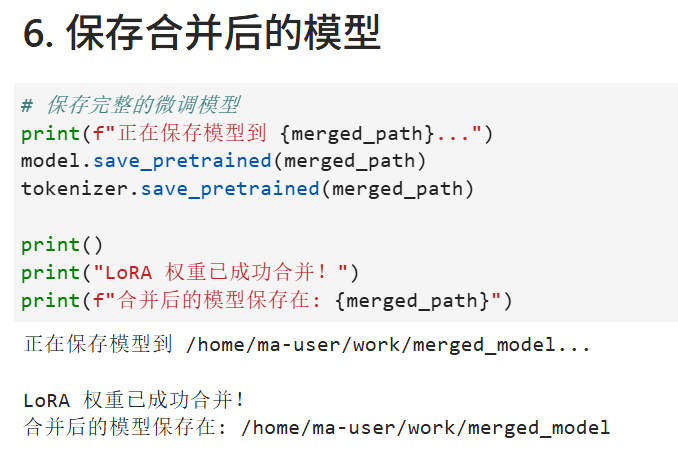 6. 保存合并后的模型
# 保存完整的微调模型
print(f"正在保存模型到 {merged_path}...")
model.save_pretrained(merged_path)
tokenizer.save_pretrained(merged_path)
print()
print("LoRA 权重已成功合并！")
print(f"合并后的模型保存在: {merged_path}")
正在保存模型到 /home/ma-user/work/merged_model...
LoRA 权重已成功合并！
合并后的模型保存在: /home/ma-user/work/merged_model